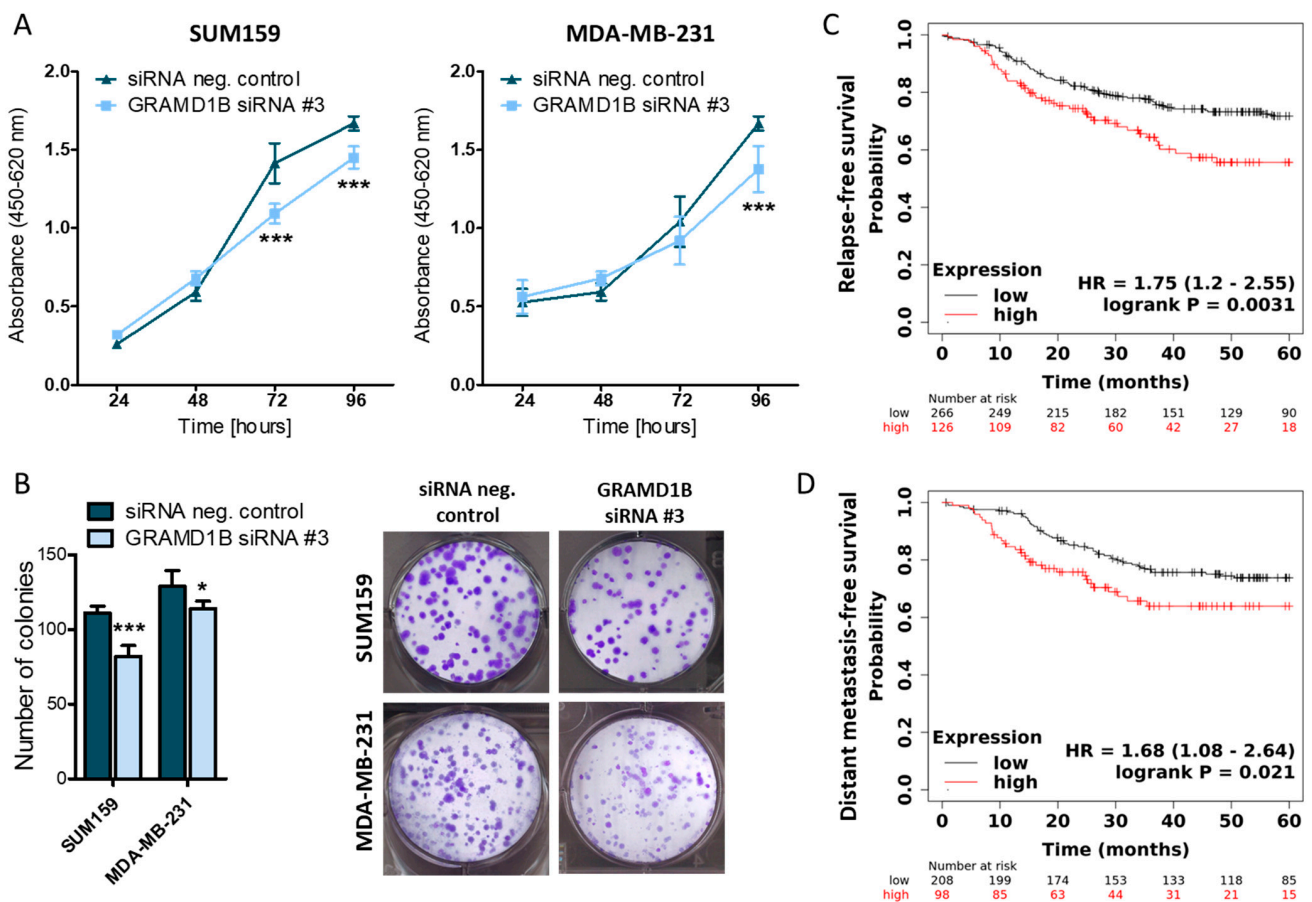 A
SUM159
siRNA neg. control
GRAMD1B siRNA #3
2.0
1.5
1.0
0.5
0.0
Absorbance (450-620 nm)
***
***
24 48 72 96
Time [hours]
MDA-MB-231
siRNA neg. control
GRAMD1B siRNA #3
2.0
1.5
1.0
0.5
0.0
Absorbance (450-620 nm)
***
24 48 72 96
Time [hours]
B
siRNA neg. control
GRAMD1B siRNA #3
150
100
50
0
Number of colonies
***
*
SUM159
MDA-MB-231
siRNA neg.
control
GRAMD1B
siRNA #3
SUM159
MDA-MB-231
C
Relapse-free survival
Probability
1.0
0.8
0.6
0.4
0.2
0.0
Expression
low
high
HR = 1.75 (1.2 - 2.55)
logrank P = 0.0031
0 10 20 30 40 50 60
Time (months)
Number at risk
low 266 249 215 182 151 129 90
high 126 109 82 60 42 27 18
D
Distant metastasis-free survival
Probability
1.0
0.8
0.6
0.4
0.2
0.0
Expression
low
high
HR = 1.68 (1.08 - 2.64)
logrank P = 0.021
0 10 20 30 40 50 60
Time (months)
Number at risk
low 208 199 174 153 133 118 85
high 98 85 63 44 31 21 15